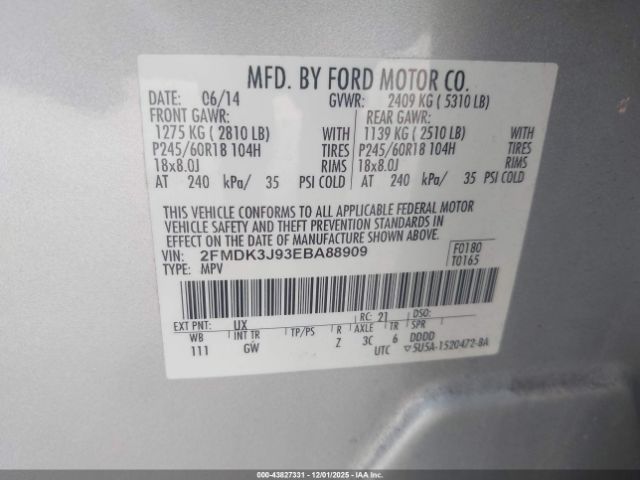 MFD. BY FORD MOTOR CO.
DATE: 06/14 GVWR: 2409 KG ( 5310 LB)
FRONT GAWR: REAR GAWR:
1275 KG ( 2810 LB) WITH 1139 KG ( 2510 LB) WITH
P245/60R18 104H TIRES P245/60R18 104H TIRES
18x8.0J RIMS 18x8.0J RIMS
AT 240 kPa/ 35 PSI COLD AT 240 kPa/ 35 PSI COLD
THIS VEHICLE CONFORMS TO ALL APPLICABLE FEDERAL MOTOR
VEHICLE SAFETY AND THEFT PREVENTION STANDARDS IN
EFFECT ON THE DATE OF MANUFACTURE SHOWN ABOVE.
VIN: 2FMDK3J93EBA88909 F0180
TYPE: MPV T0165
EXT PNT: UX RC: 21 DSO:
WB INT TR TP/PS R AXLE TR SPR
111 GW Z 3C 6 DDDD
UTC ▽5U5A-1520472-BA
000-43827331 - 12/01/2025 - IAAI.com